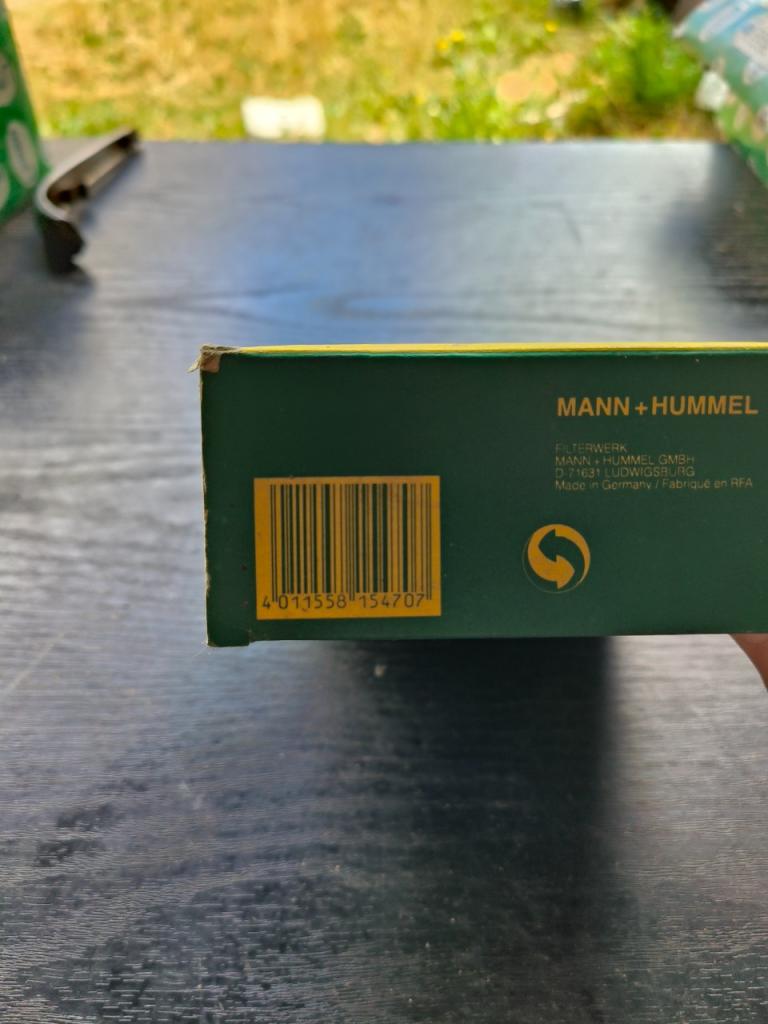 MANN+HUMMEL
FILTERWERK
MANN + HUMMEL GMBH
D-71631 LUDWIGSBURG
Made in Germany / Fabriqué en RFA
4 011558 154707